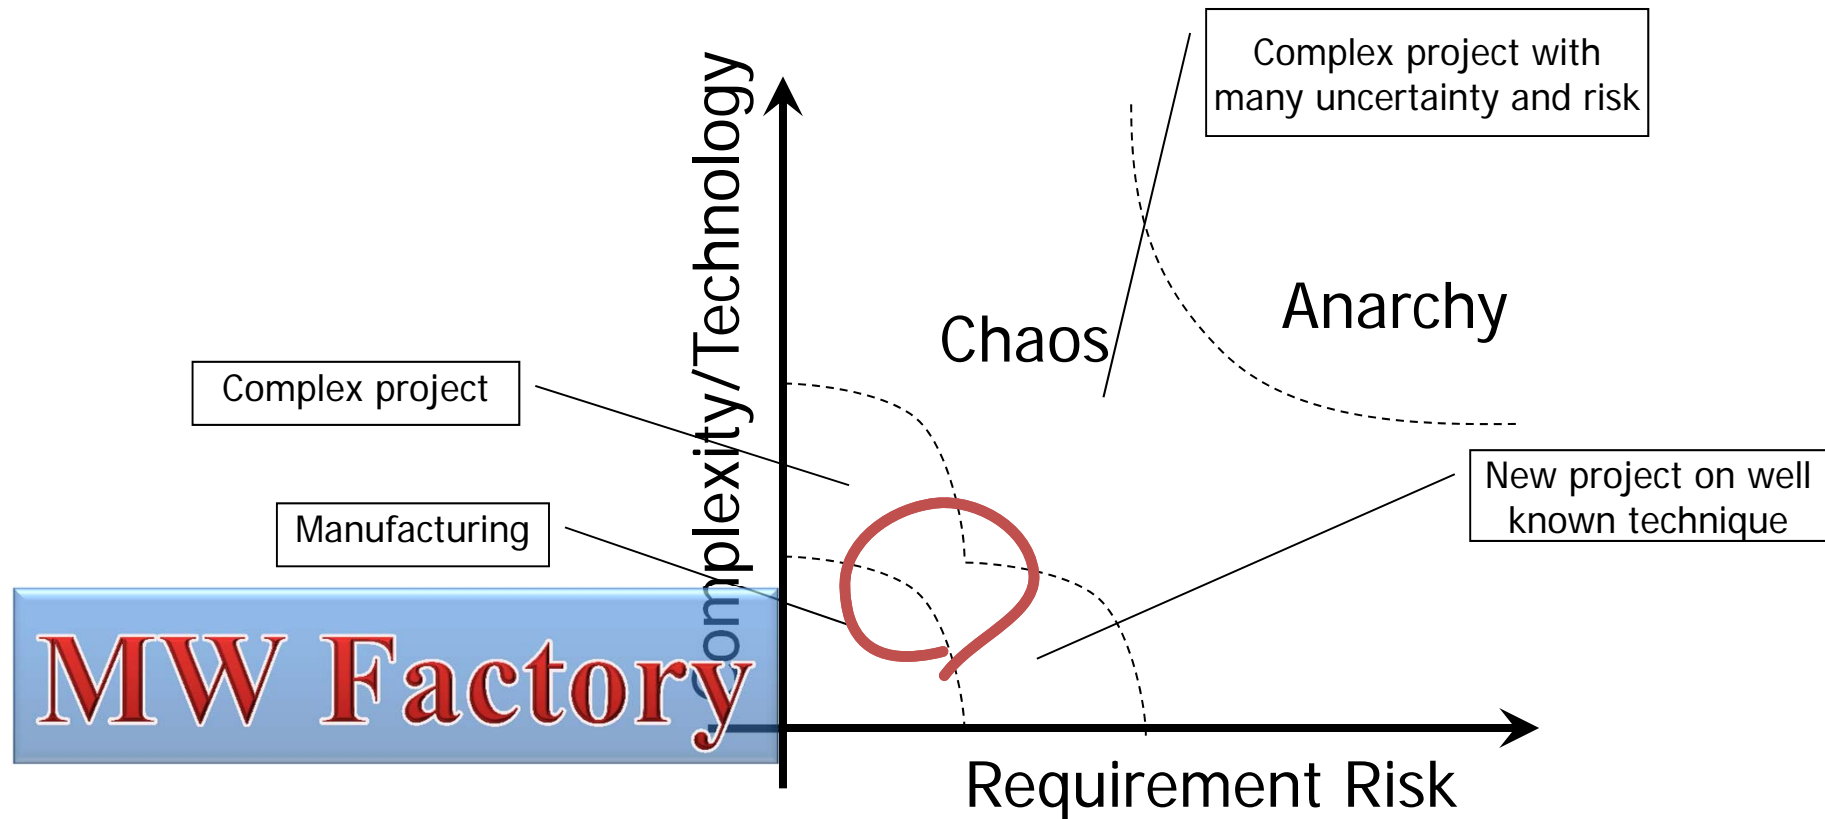 Complex project with
many uncertainty and risk
Complexity/Technology
Anarchy
Chaos
Complex project
New project on well
known technique
Manufacturing
MW Factory
Requirement Risk